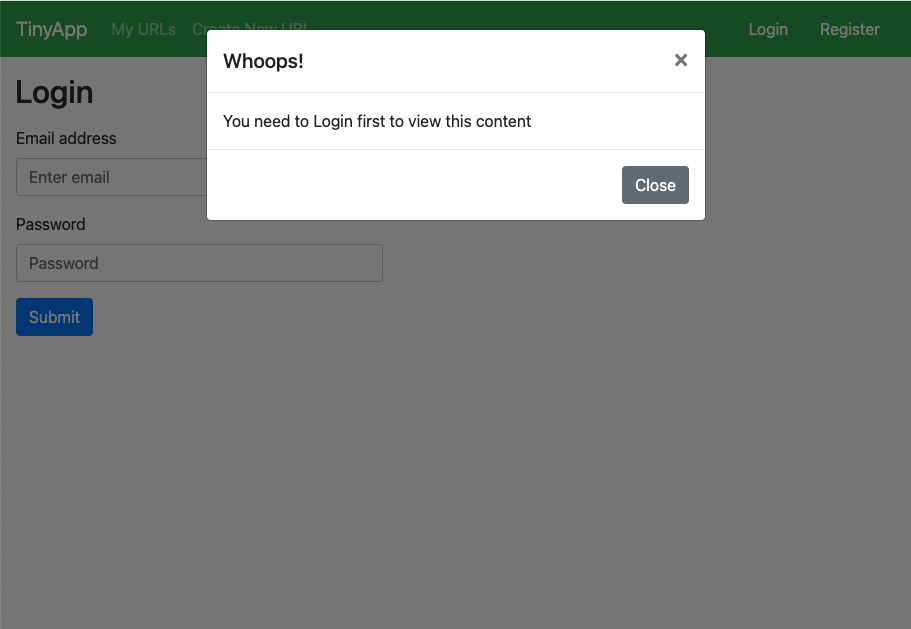 TinyApp My URLs Create New URL Login Register
Whoops! ×
Login
You need to Login first to view this content
Email address
Enter email
Close
Password
Password
Submit